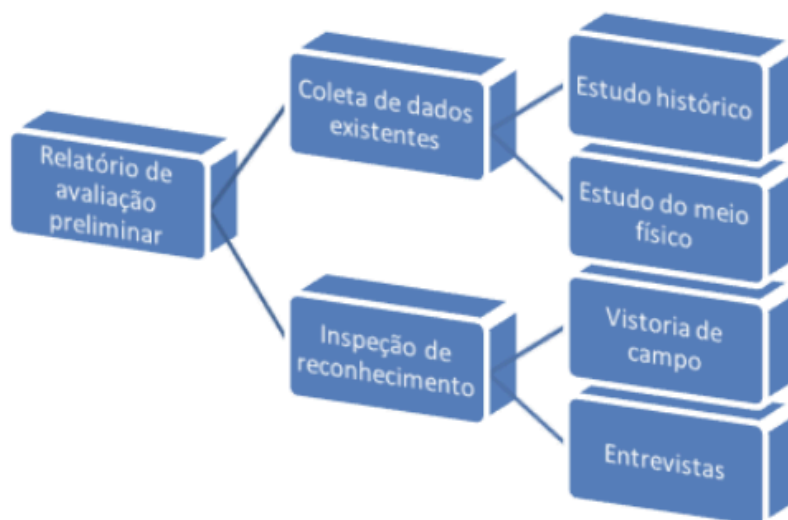 Relatório de
avaliação
preliminar
Coleta de dados
existentes
Estudo histórico
Estudo do meio
físico
Inspeção de
reconhecimento
Vistoria de
campo
Entrevistas